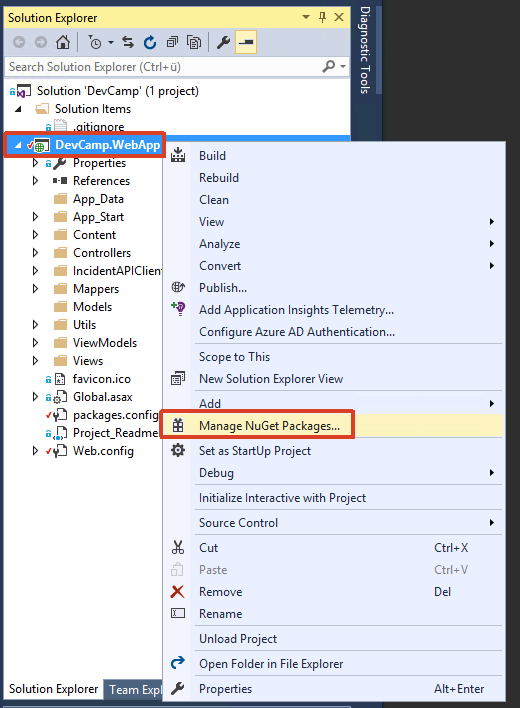 Solution Explorer
Search Solution Explorer (Ctrl+ü)
Solution 'DevCamp' (1 project)
Solution Items
.gitignore
DevCamp.WebApp
Properties
References
App_Data
App_Start
Content
Controllers
IncidentAPIClien
Mappers
Models
Utils
ViewModels
Views
favicon.ico
Global.asax
packages.config
Project_Readme
Web.config
Build
Rebuild
Clean
View
Analyze
Convert
Publish...
Add Application Insights Telemetry...
Configure Azure AD Authentication...
Scope to This
New Solution Explorer View
Add
Manage NuGet Packages...
Set as StartUp Project
Debug
Initialize Interactive with Project
Source Control
Cut Ctrl+X
Paste Ctrl+V
Remove Del
Rename
Unload Project
Open Folder in File Explorer
Properties Alt+Enter
Solution Explorer
Team Expl
Diagnostic Tools